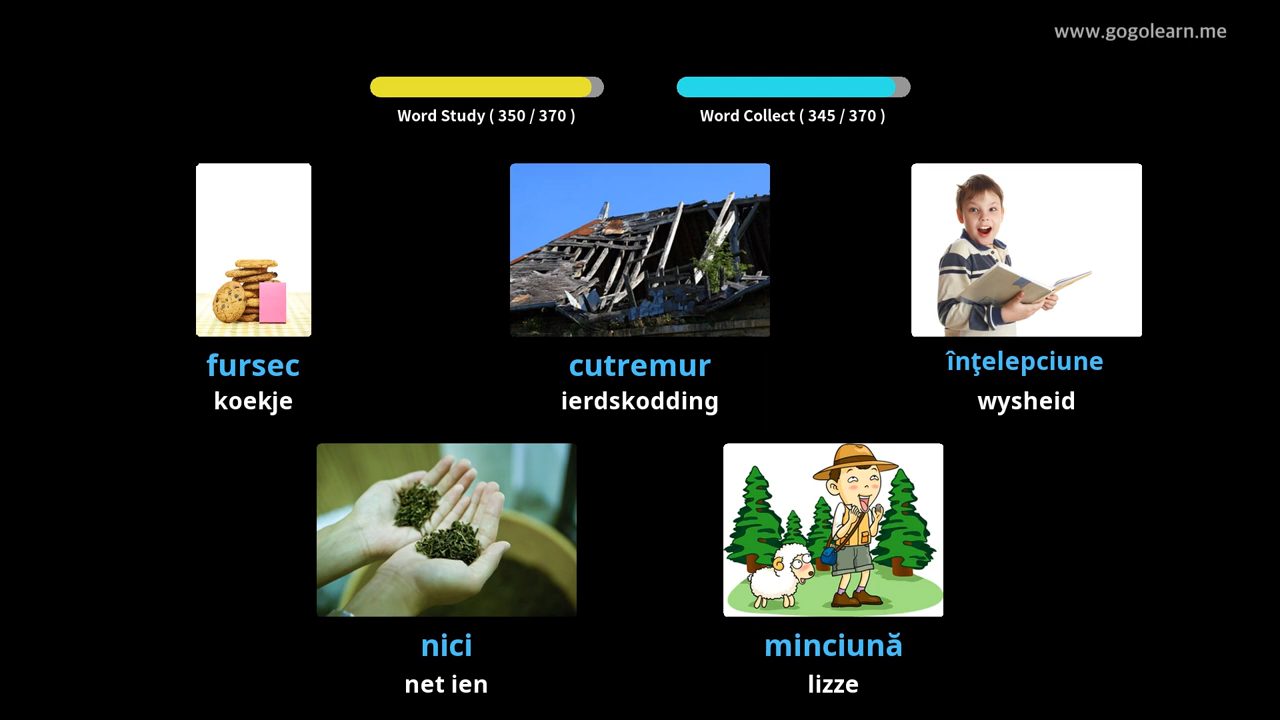 www.gogolearn.me
Word Study ( 350 / 370 )
Word Collect ( 345 / 370 )
fursec
koekje
cutremur
ierdskodding
înţelepciune
wysheid
nici
net ien
minciună
lizze